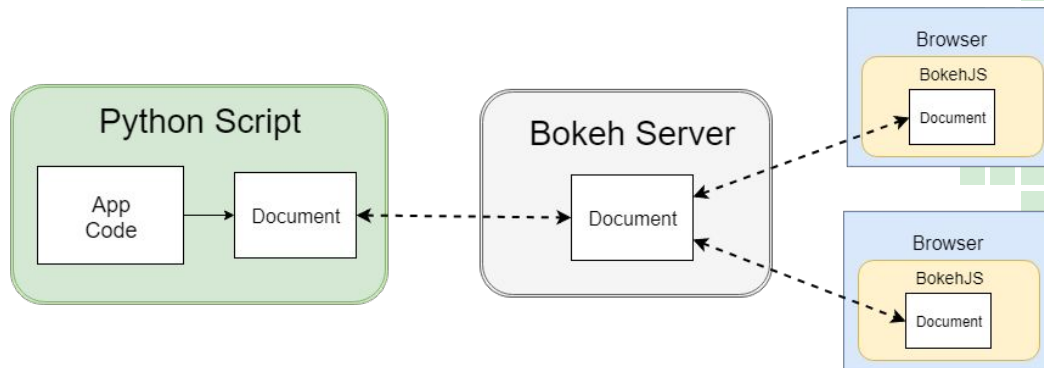 Python Script
App
Code
Document
Bokeh Server
Document
Browser
BokehJS
Document
Browser
BokehJS
Document